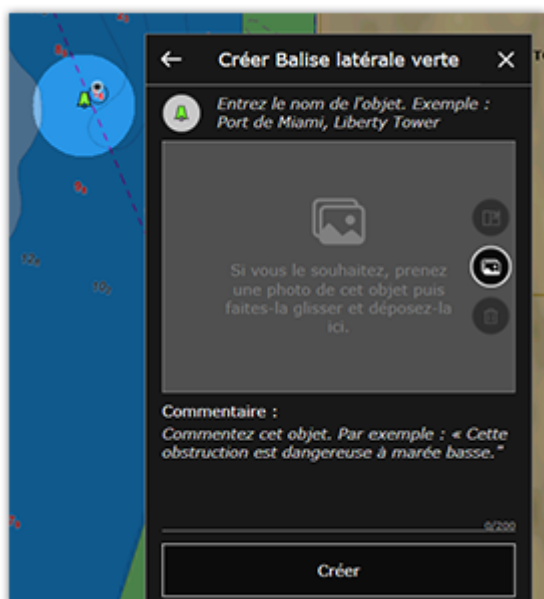 Créer Balise latérale verte
Entrez le nom de l'objet. Exemple :
Port de Miami, Liberty Tower
Si vous le souhaitez, prenez
une photo de cet objet puis
faites-la glisser et déposez-la
ici.
Commentaire :
Commentez cet objet. Par exemple : « Cette
obstruction est dangereuse à marée basse."
0/200
Créer